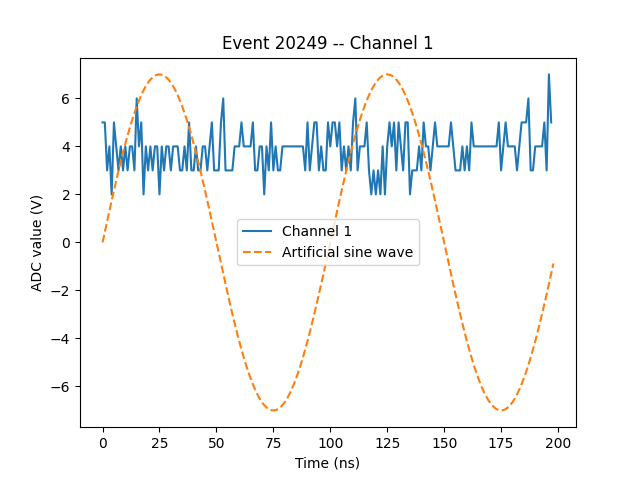 Event 20249 -- Channel 1
ADC value (V)
6
4
2
0
−2
−4
−6
Channel 1
Artificial sine wave
0 25 50 75 100 125 150 175 200
Time (ns)